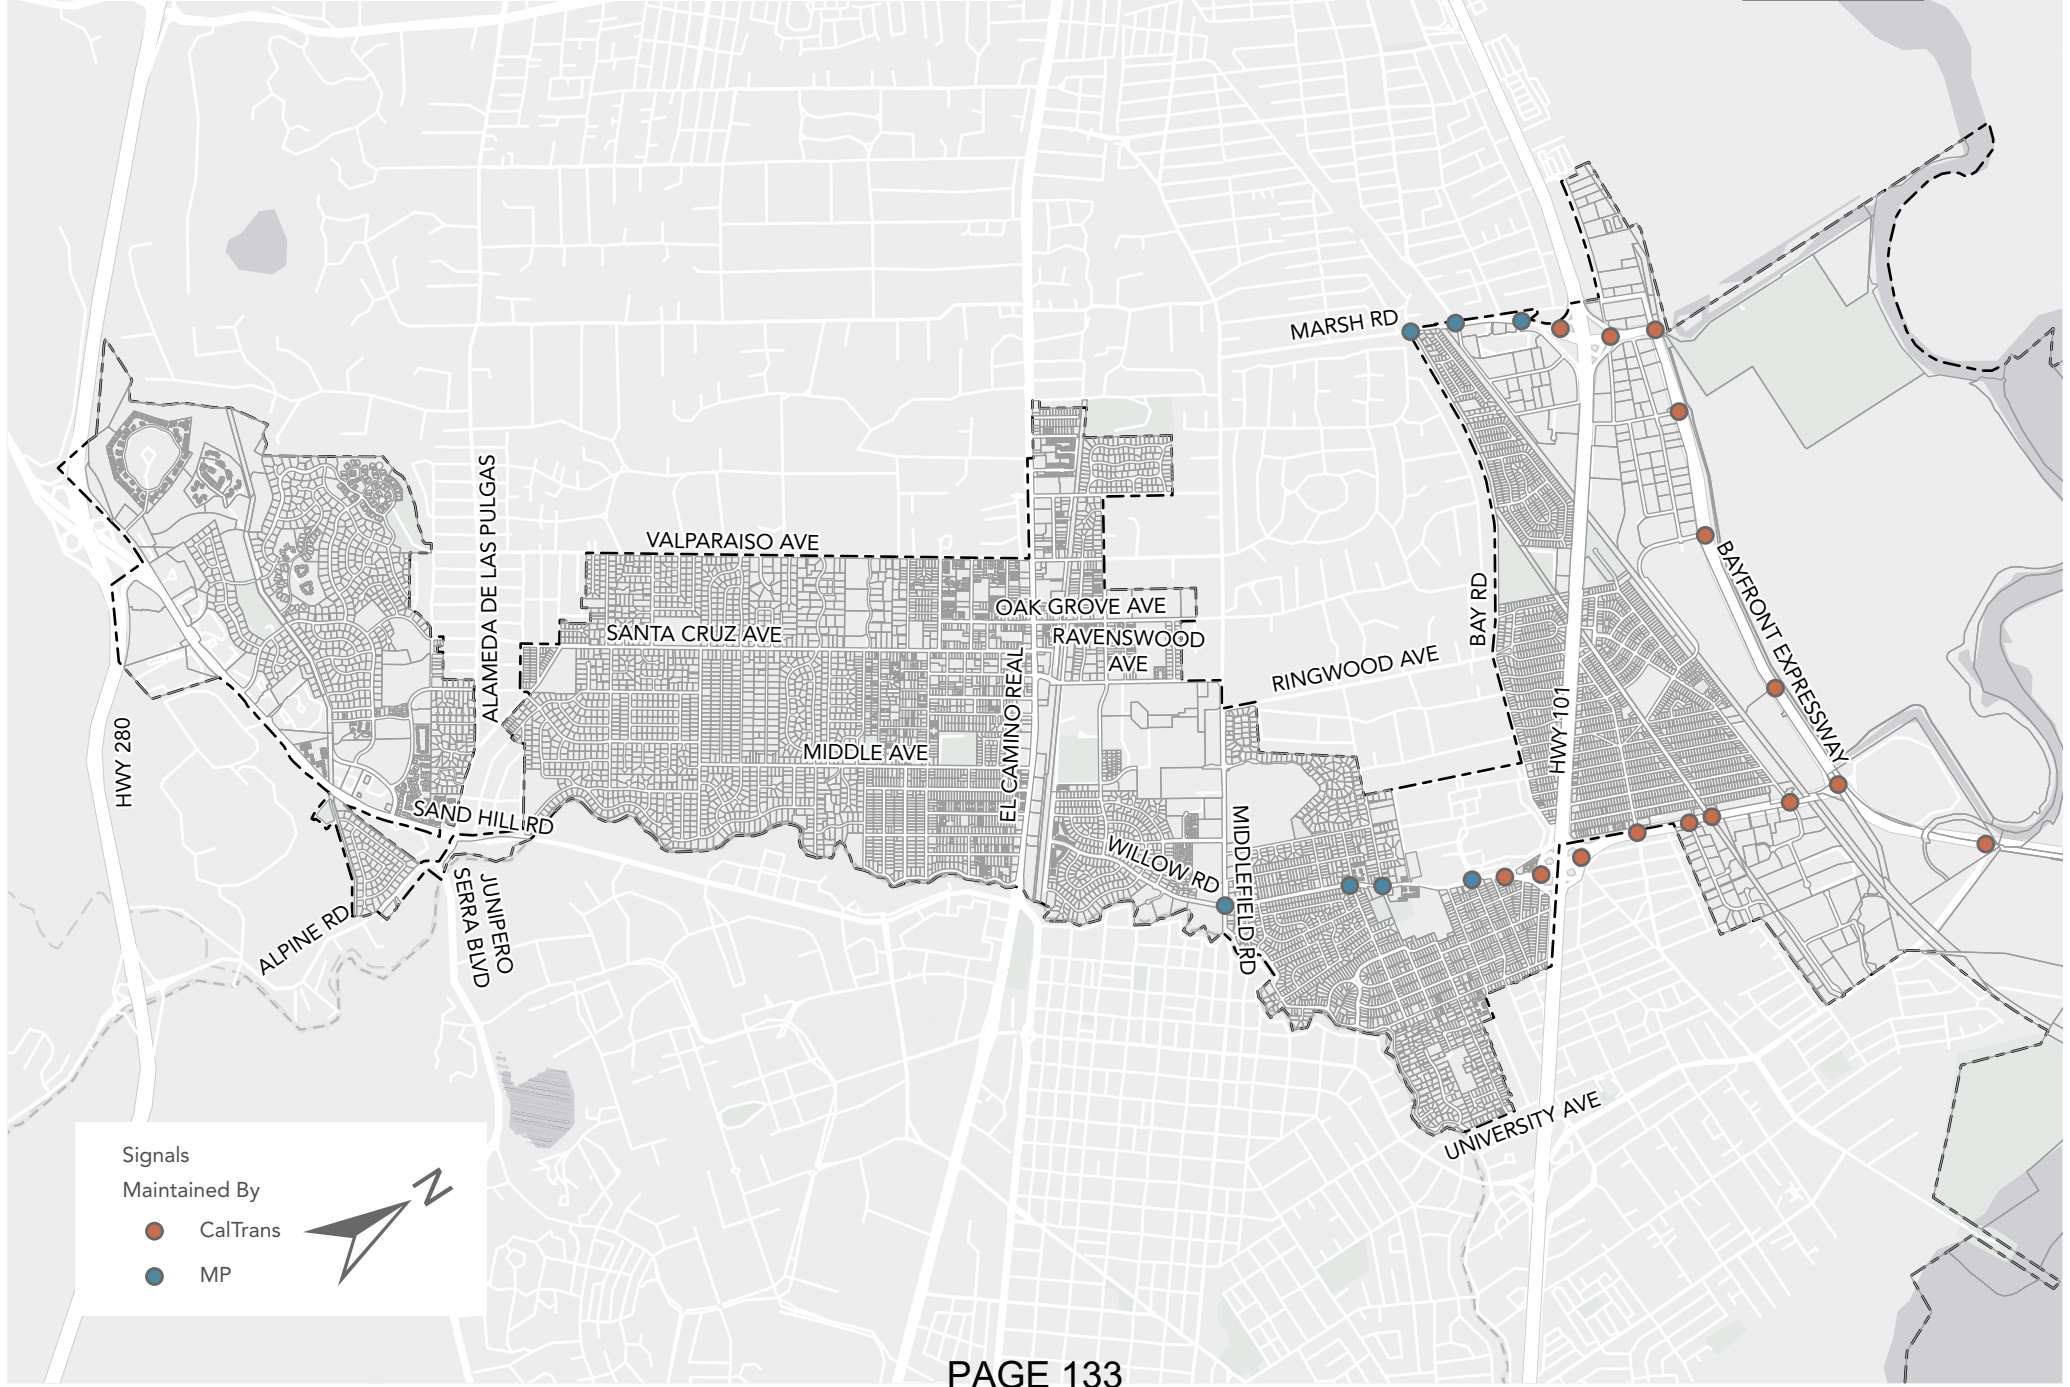 MARSH RD
ALAMEDA DE LAS PULGAS
VALPARAISO AVE
BAYFRONT EXPRESSWAY
BAY RD
OAK GROVE AVE
SANTA CRUZ AVE
RAVENSWOOD
AVE
RINGWOOD AVE
EL CAMINO REAL
HWY 101
HWY 280
MIDDLE AVE
SAND HILL RD
WILLOW RD
MIDDLEFIELD RD
JUNIPERO
SERRA BLVD
ALPINE RD
UNIVERSITY AVE
Signals
Maintained By
CalTrans
MP
N
PAGE 133